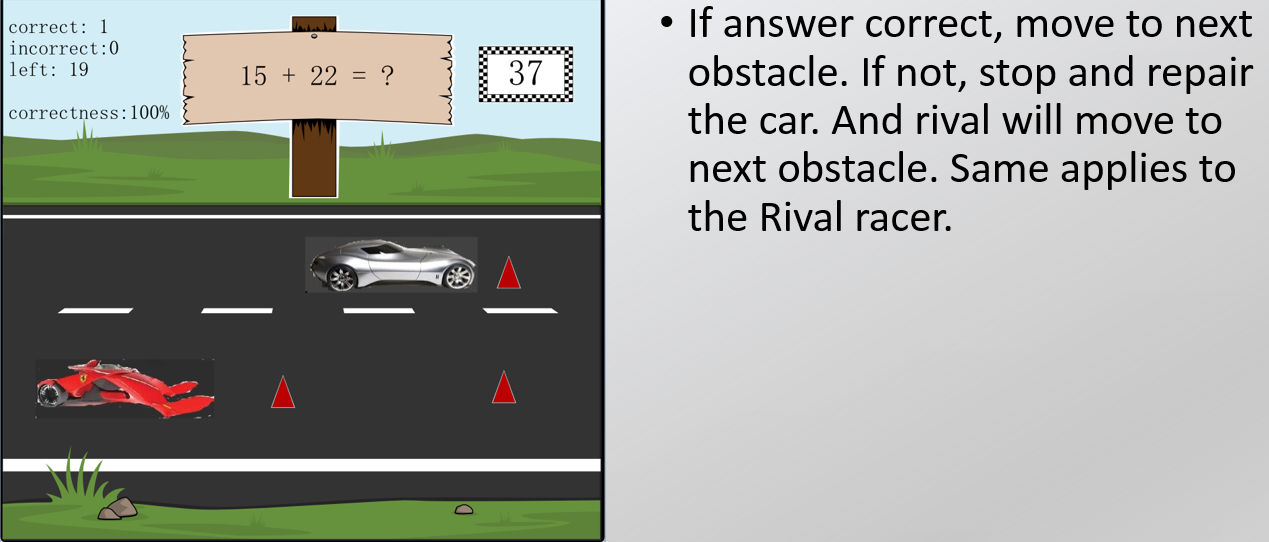 correct: 1
incorrect:0
left: 19
correctness:100%
15 + 22 = ?
37
• If answer correct, move to next
obstacle. If not, stop and repair
the car. And rival will move to
next obstacle. Same applies to
the Rival racer.